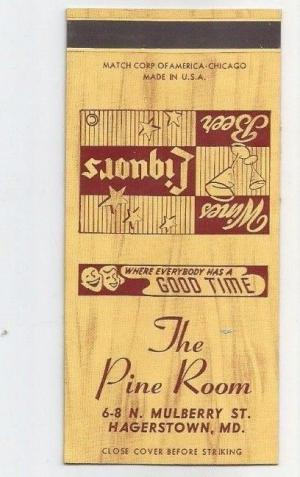 MATCH CORP OF AMERICA-CHICAGO
MADE IN U.S.A.
Wines
Liquors
Beer
WHERE EVERYBODY HAS A
GOOD TIME
The
Pine Room
6-8 N. MULBERRY ST.
HAGERSTOWN, MD.
CLOSE COVER BEFORE STRIKING